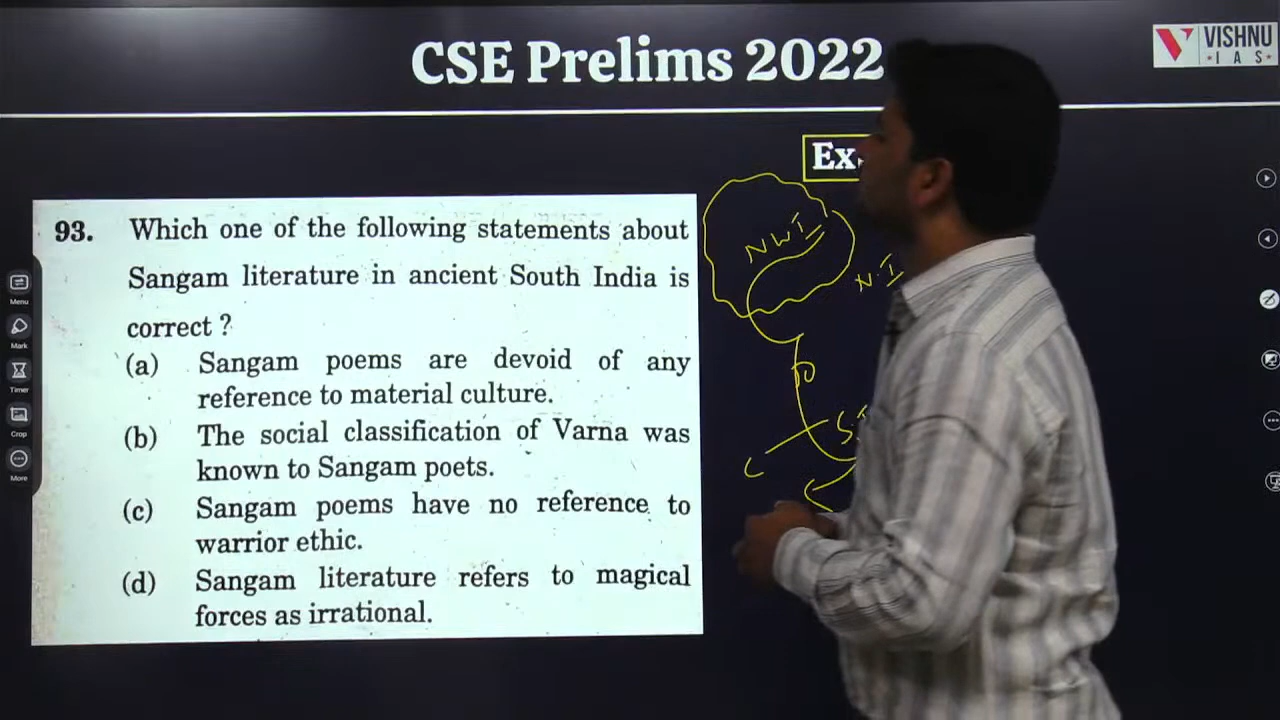 CSE Prelims 2022
VISHNU
IAS
93. Which one of the following statements about
Sangam literature in ancient South India is
correct ?
(a) Sangam poems are devoid of any
reference to material culture.
(b) The social classification of Varna was
known to Sangam poets.
(c) Sangam poems have no reference to
warrior ethic.
(d) Sangam literature refers to magical
forces as irrational.
NWI
N.I
Menu
Mark
Timer
Crop
More